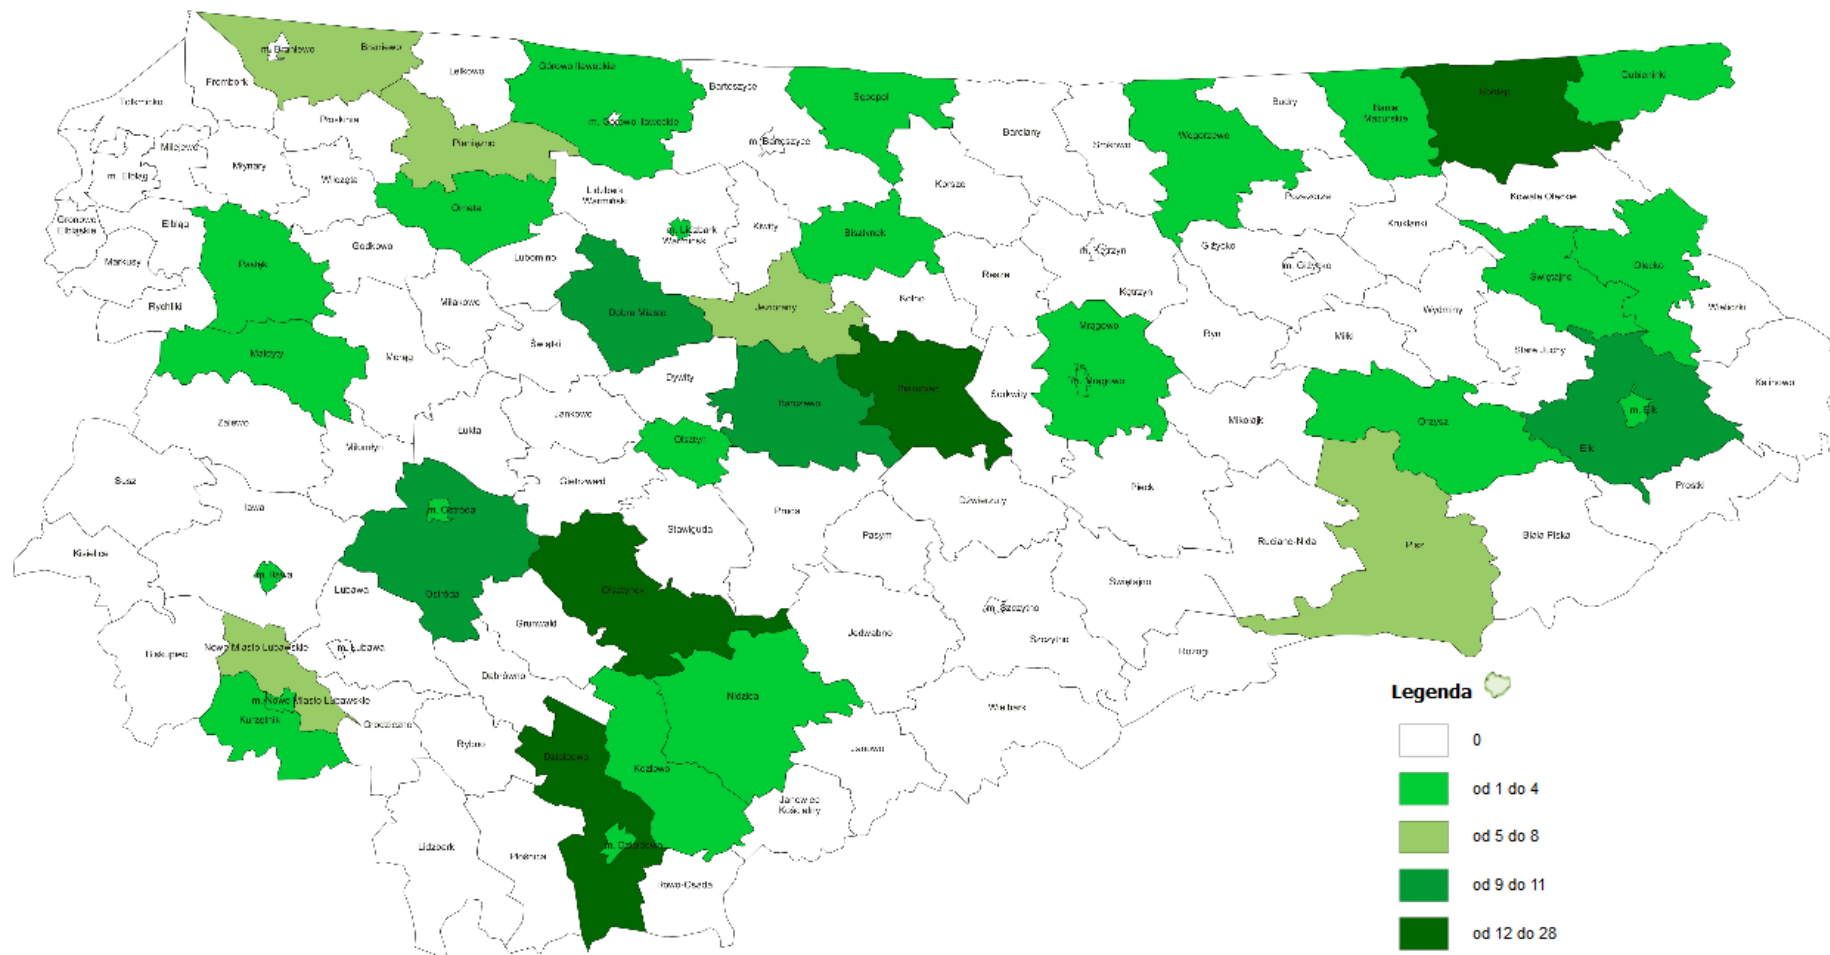 m. Braniewo
Braniewo
Lelkowo
Górowo Iławeckie
Bartoszyce
Sępopol
Frombork
Tolkmicko
Płoskinia
m. Górowo Iławeckie
m. Bartoszyce
Barciany
Srokowo
Węgorzewo
Budry
Banie
Mazurskie
Gołdap
Dubeninki
Milejewo
Młynary
Pieniężno
m. Elbląg
Wilczęta
Lidzbark
Warmiński
Korsze
Pozezdrze
Kowale Oleckie
Orneta
Gronowo
Elbląskie
Elbląg
Godkowo
m. Lidzbark
Warmiński
Kiwity
Bisztynek
m. Kętrzyn
Giżycko
m. Giżycko
Kruklanki
Markusy
Pasłęk
Lubomino
Reszel
Świętajno
Olecko
Rychliki
Miłakowo
Dobre Miasto
Jeziorany
Kolno
Kętrzyn
Wydminy
Wieliczki
Małdyty
Morąg
Świątki
Mrągowo
Ryn
Miłki
Stare Juchy
Dywity
Barczewo
Biskupiec
Sorkwity
m. Mrągowo
Kalinowo
Zalewo
Miłomłyn
Łukta
Jonkowo
Olsztyn
Mikołajk
Orzysz
m. Ełk
Ełk
Susz
Iława
m. Ostróda
Gietrzwałd
Stawiguda
Purda
Dźwierzuty
Pieck
Prostki
Kisielice
Pasym
Ruciane-Nida
Pisz
Biała Piska
m. Iława
Lubawa
Ostróda
Olsztynek
Świętajno
m. Szczytno
Szczytno
Biskupiec
Nowe Miasto Lubawskie
m. Lubawa
Grunwald
Jedwabno
Rozogi
Dąbrówno
m. Nowe Miasto Lubawskie
Kurzętnik
Grodziczno
Nidzica
Wielbark
Rybno
Działdowo
Kozłowo
Janowo
Janowiec
Kościelny
Lidzbark
Płośnica
m. Działdowo
Iłowo-Osada
Legenda
0
od 1 do 4
od 5 do 8
od 9 do 11
od 12 do 28